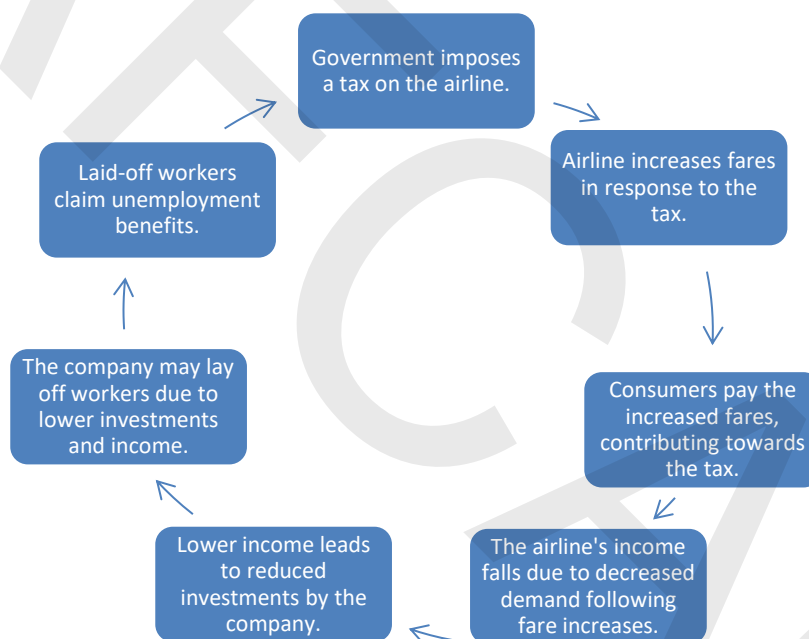 Government imposes
a tax on the airline.
Airline increases fares
in response to the
tax.
Consumers pay the
increased fares,
contributing towards
the tax.
The airline's income
falls due to decreased
demand following
fare increases.
Lower income leads
to reduced
investments by the
company.
The company may lay
off workers due to
lower investments
and income.
Laid-off workers
claim unemployment
benefits.